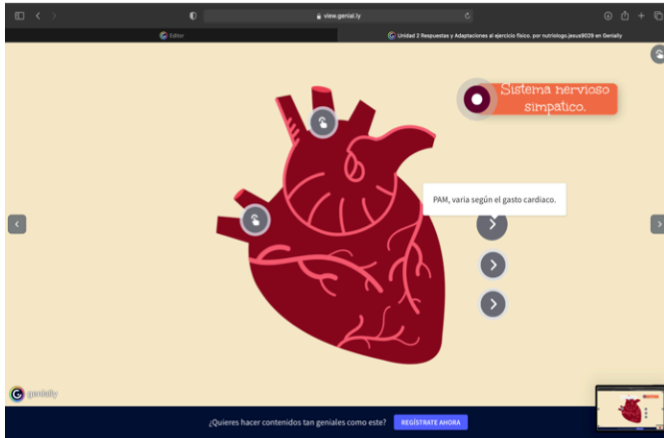 view.genial.ly
Editor
Unidad 2 Respuestas y Adaptaciones al ejercicio físico. por nutriologo.jesus8029 en Genially
Sistema nervioso
simpatico.
PAM, varia según el gasto cardiaco.
genially
¿Quieres hacer contenidos tan geniales como este?
REGÍSTRATE AHORA